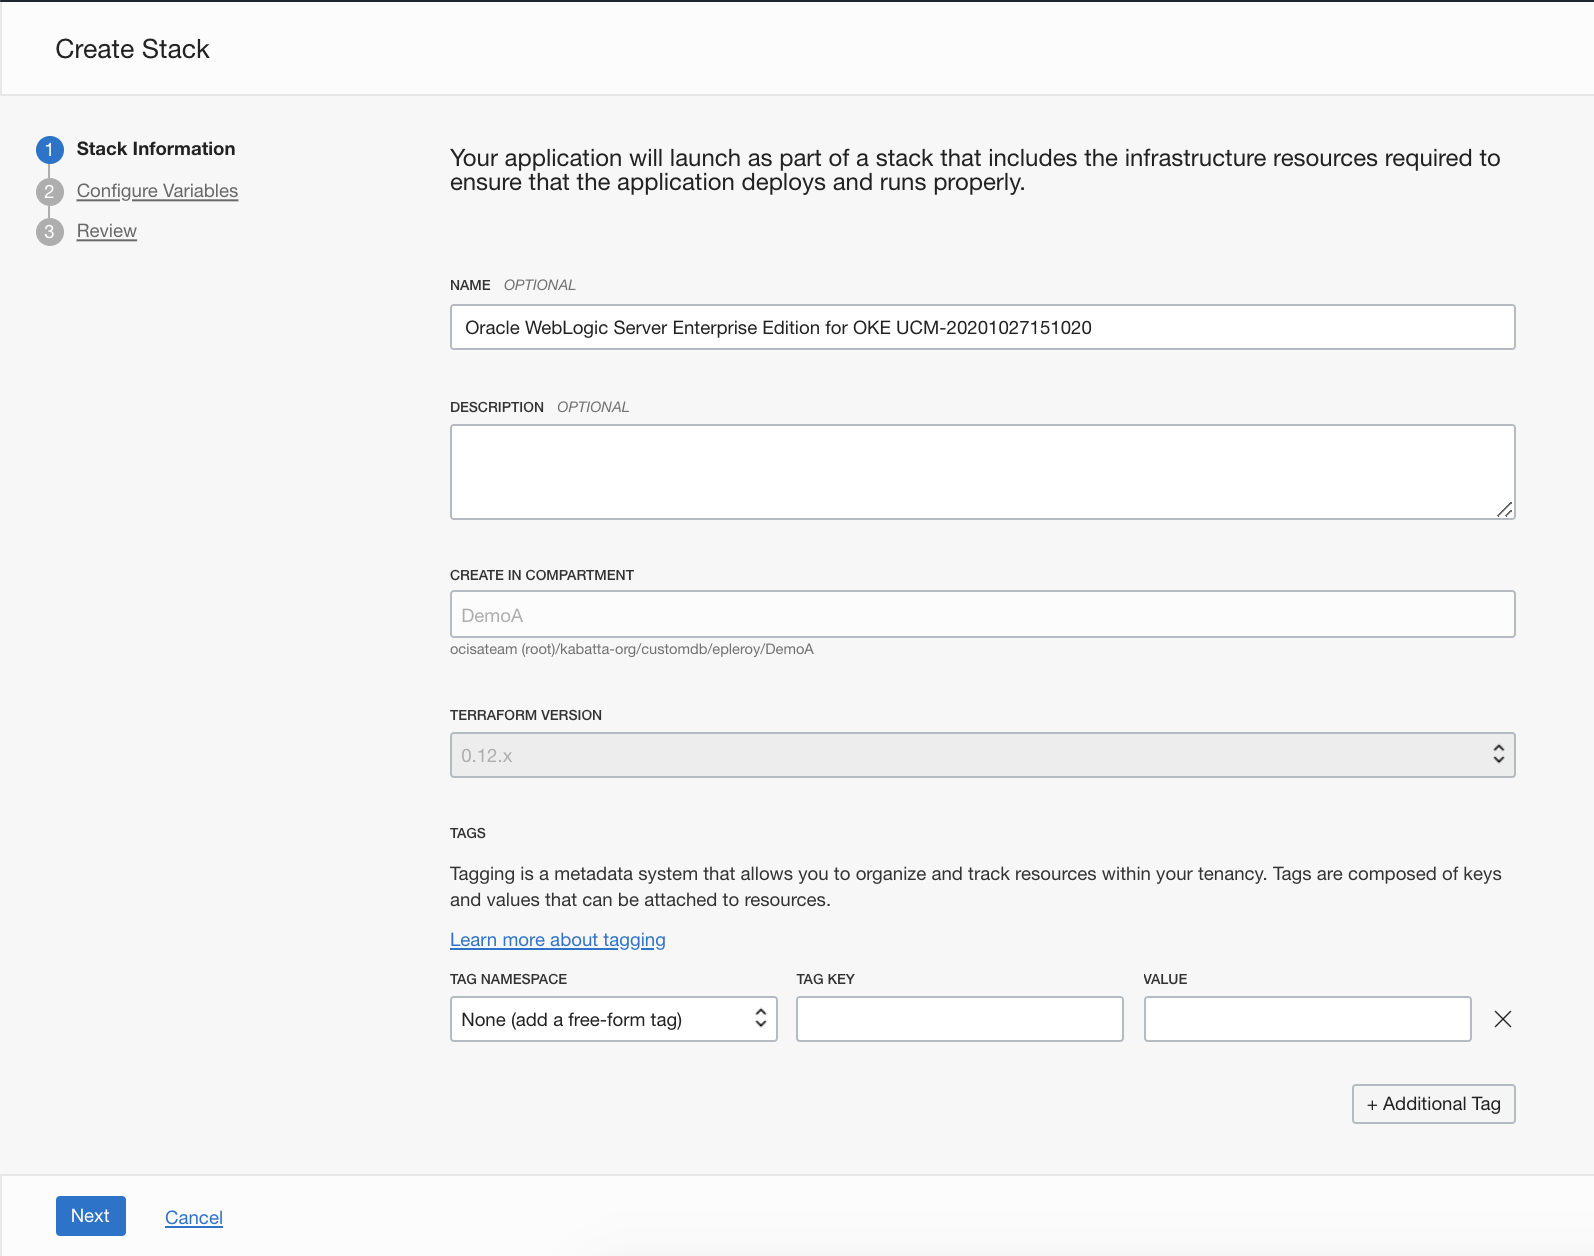 Create Stack
1 Stack Information
2 Configure Variables
3 Review
Your application will launch as part of a stack that includes the infrastructure resources required to
ensure that the application deploys and runs properly.
NAME OPTIONAL
Oracle WebLogic Server Enterprise Edition for OKE UCM-20201027151020
DESCRIPTION OPTIONAL
CREATE IN COMPARTMENT
DemoA
ocisateam (root)/kabatta-org/customdb/epleroy/DemoA
TERRAFORM VERSION
0.12.x
TAGS
Tagging is a metadata system that allows you to organize and track resources within your tenancy. Tags are composed of keys
and values that can be attached to resources.
Learn more about tagging
TAG NAMESPACE TAG KEY VALUE
None (add a free-form tag)
+ Additional Tag
Next Cancel